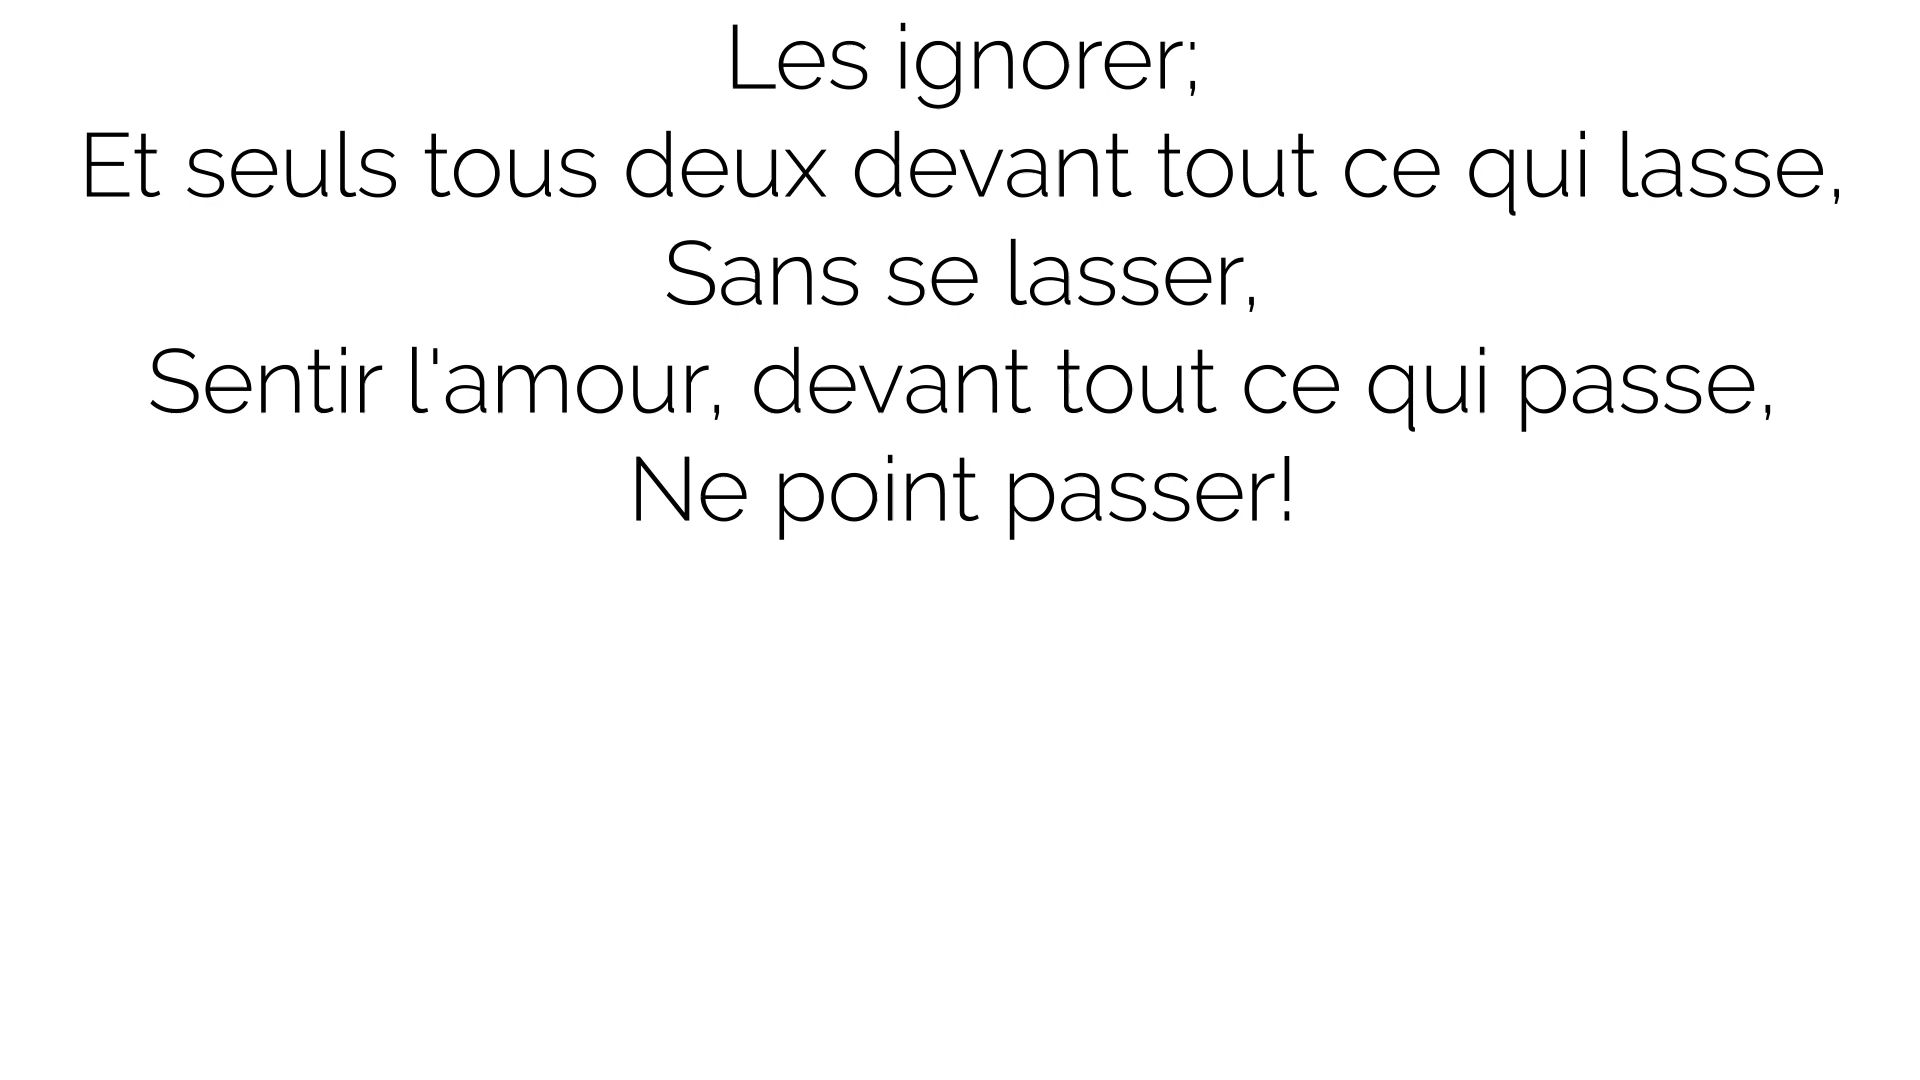 Les ignorer;
Et seuls tous deux devant tout ce qui lasse,
Sans se lasser,
Sentir l'amour, devant tout ce qui passe,
Ne point passer!